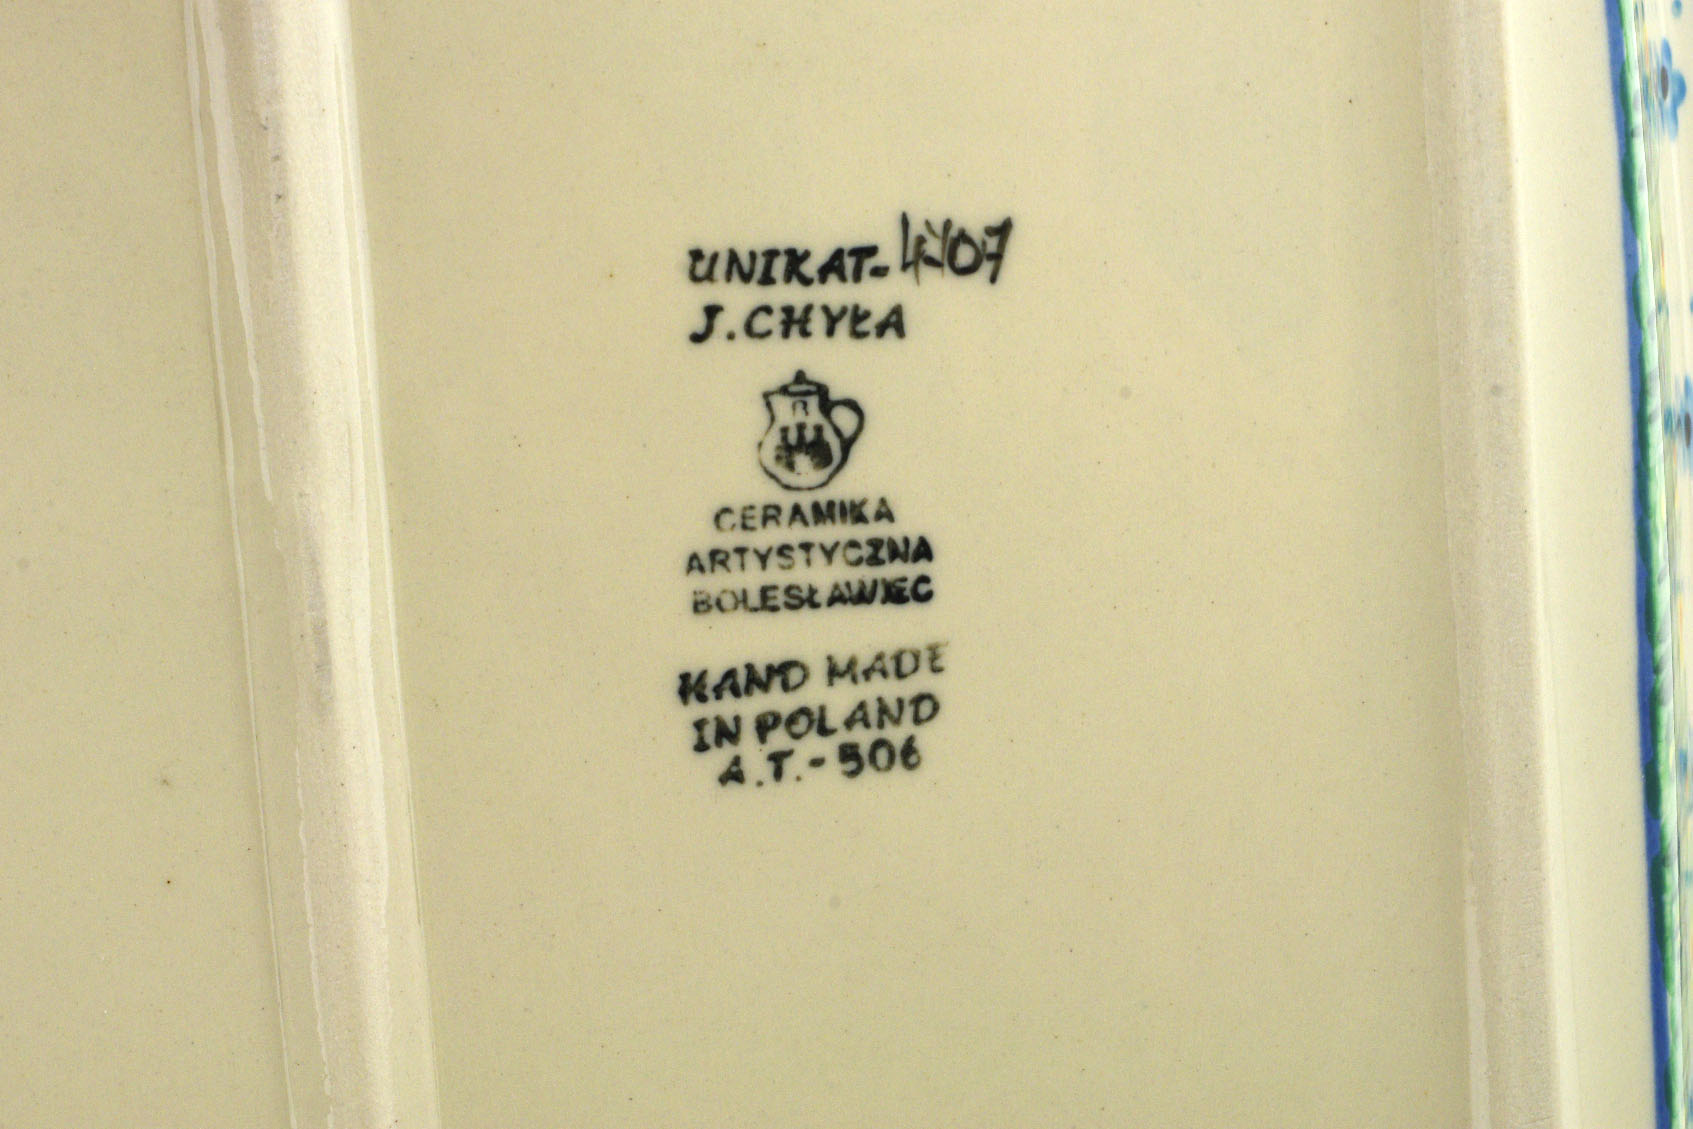 UNIKAT-4407
J.CHYŁA
CERAMIKA
ARTYSTYCZNA
BOLESŁAWIEC
HAND MADE
IN POLAND
A.T.-506